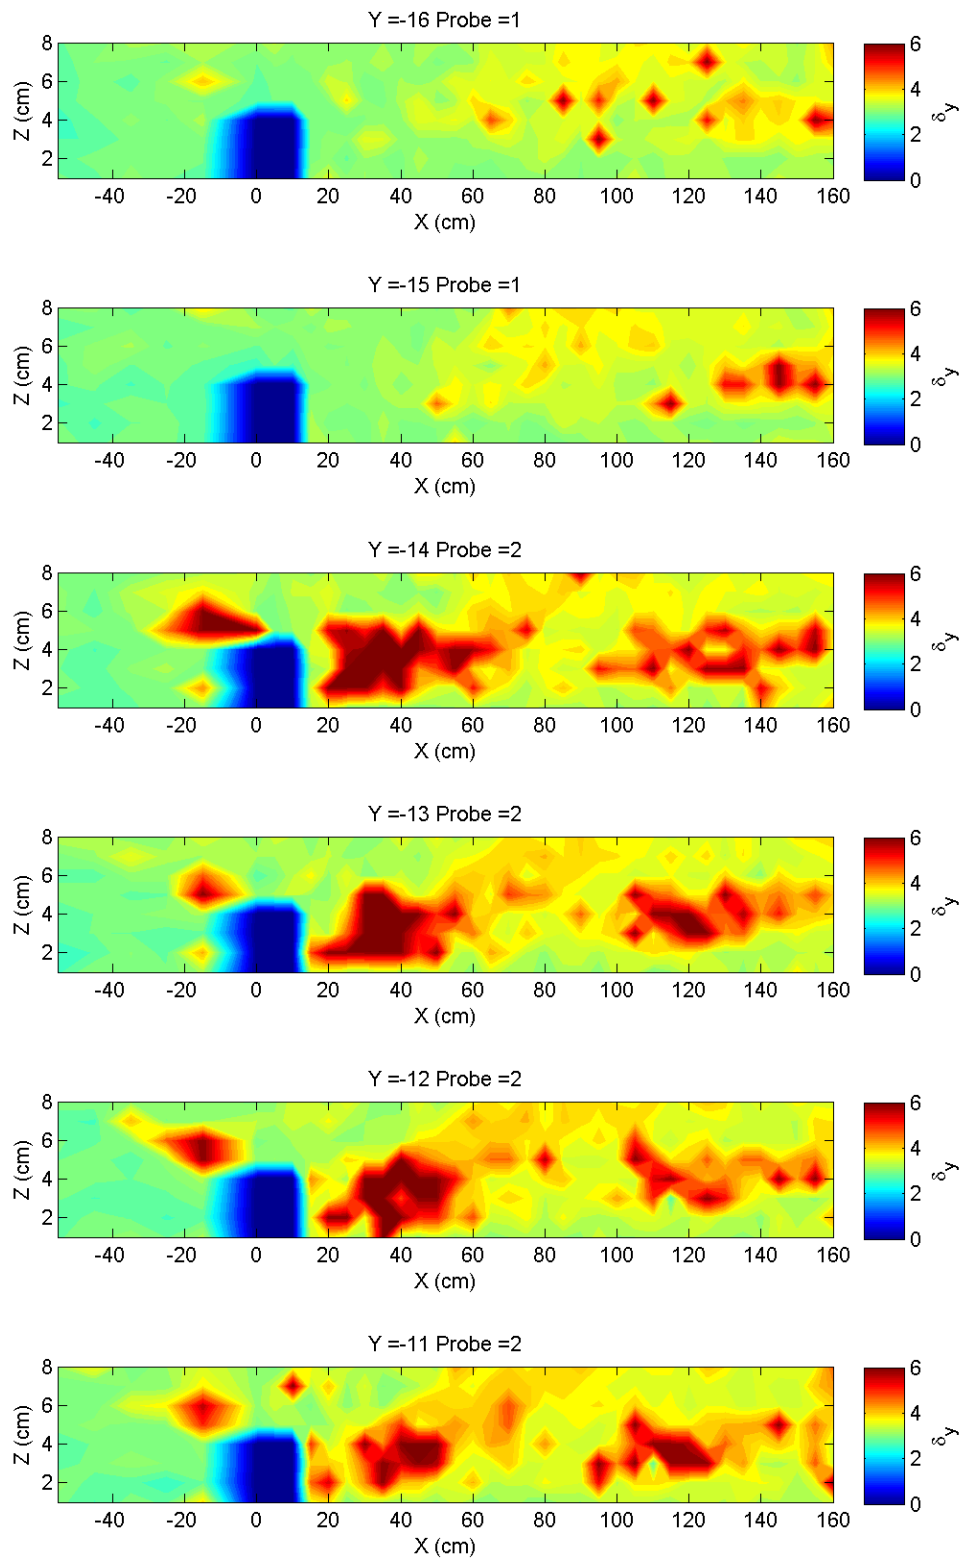 Y =-16 Probe =1
8 6 4 2
Z (cm)
-40 -20 0 20 40 60 80 100 120 140 160
X (cm)
6 4 2 0
δy
Y =-15 Probe =1
8 6 4 2
Z (cm)
-40 -20 0 20 40 60 80 100 120 140 160
X (cm)
6 4 2 0
δy
Y =-14 Probe =2
8 6 4 2
Z (cm)
-40 -20 0 20 40 60 80 100 120 140 160
X (cm)
6 4 2 0
δy
Y =-13 Probe =2
8 6 4 2
Z (cm)
-40 -20 0 20 40 60 80 100 120 140 160
X (cm)
6 4 2 0
δy
Y =-12 Probe =2
8 6 4 2
Z (cm)
-40 -20 0 20 40 60 80 100 120 140 160
X (cm)
6 4 2 0
δy
Y =-11 Probe =2
8 6 4 2
Z (cm)
-40 -20 0 20 40 60 80 100 120 140 160
X (cm)
6 4 2 0
δy